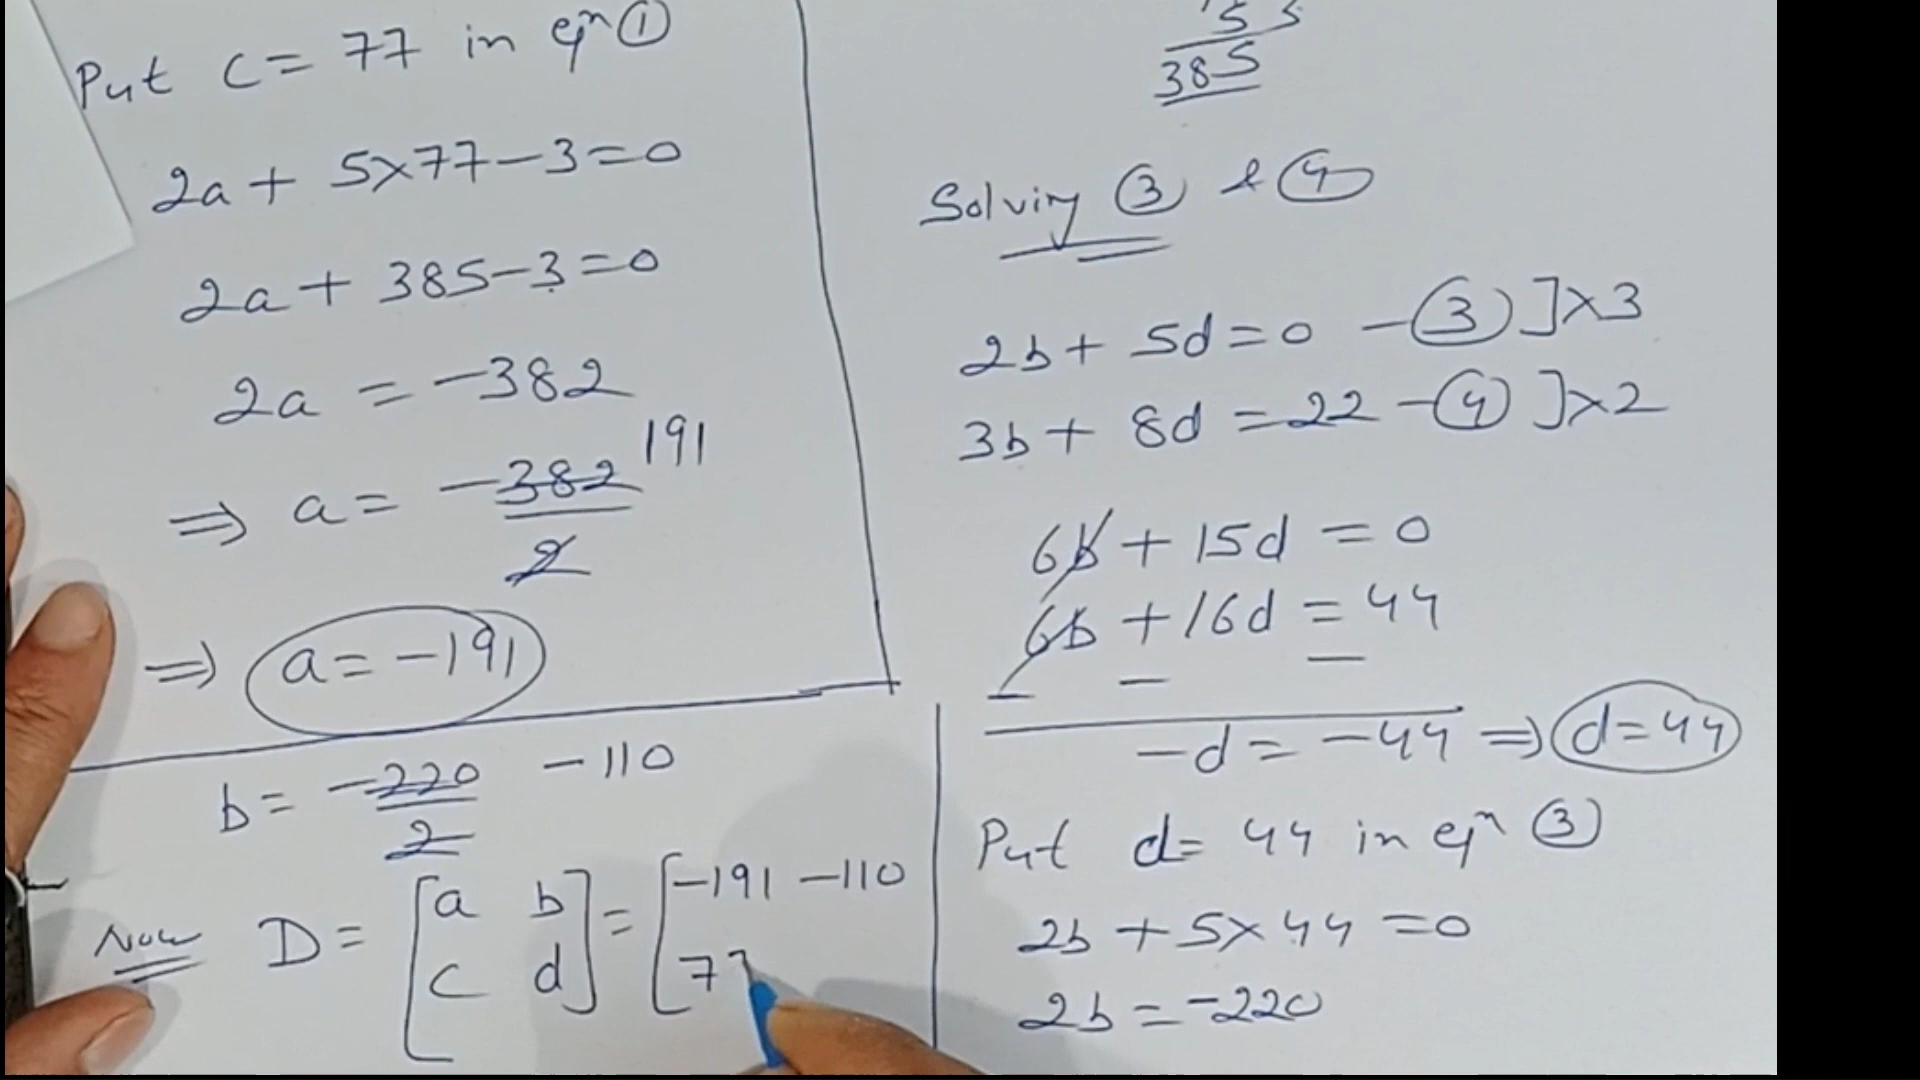 Put c = 77 in eqn ①
2a + 5×77 - 3 = 0
2a + 385 - 3 = 0
2a = -382
⇒ a = -382 191
2
⇒ a = -191
55
385
Solving ③ & ④
2b + 5d = 0 - ③ ]×3
3b + 8d = 22 - ④ ]×2
6b + 15d = 0
6b + 16d = 44
- - -
-d = -44 ⇒ d = 44
Put d = 44 in eqn ③
2b + 5×44 = 0
2b = -220
b = -220 -110
2
Now D = [a b = [-191 -110
c d] 77